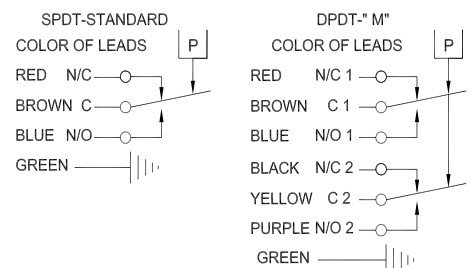 SPDT-STANDARD
COLOR OF LEADS P
RED N/C
BROWN C
BLUE N/O
GREEN
DPDT-" M"
COLOR OF LEADS P
RED N/C 1
BROWN C 1
BLUE N/O 1
BLACK N/C 2
YELLOW C 2
PURPLE N/O 2
GREEN